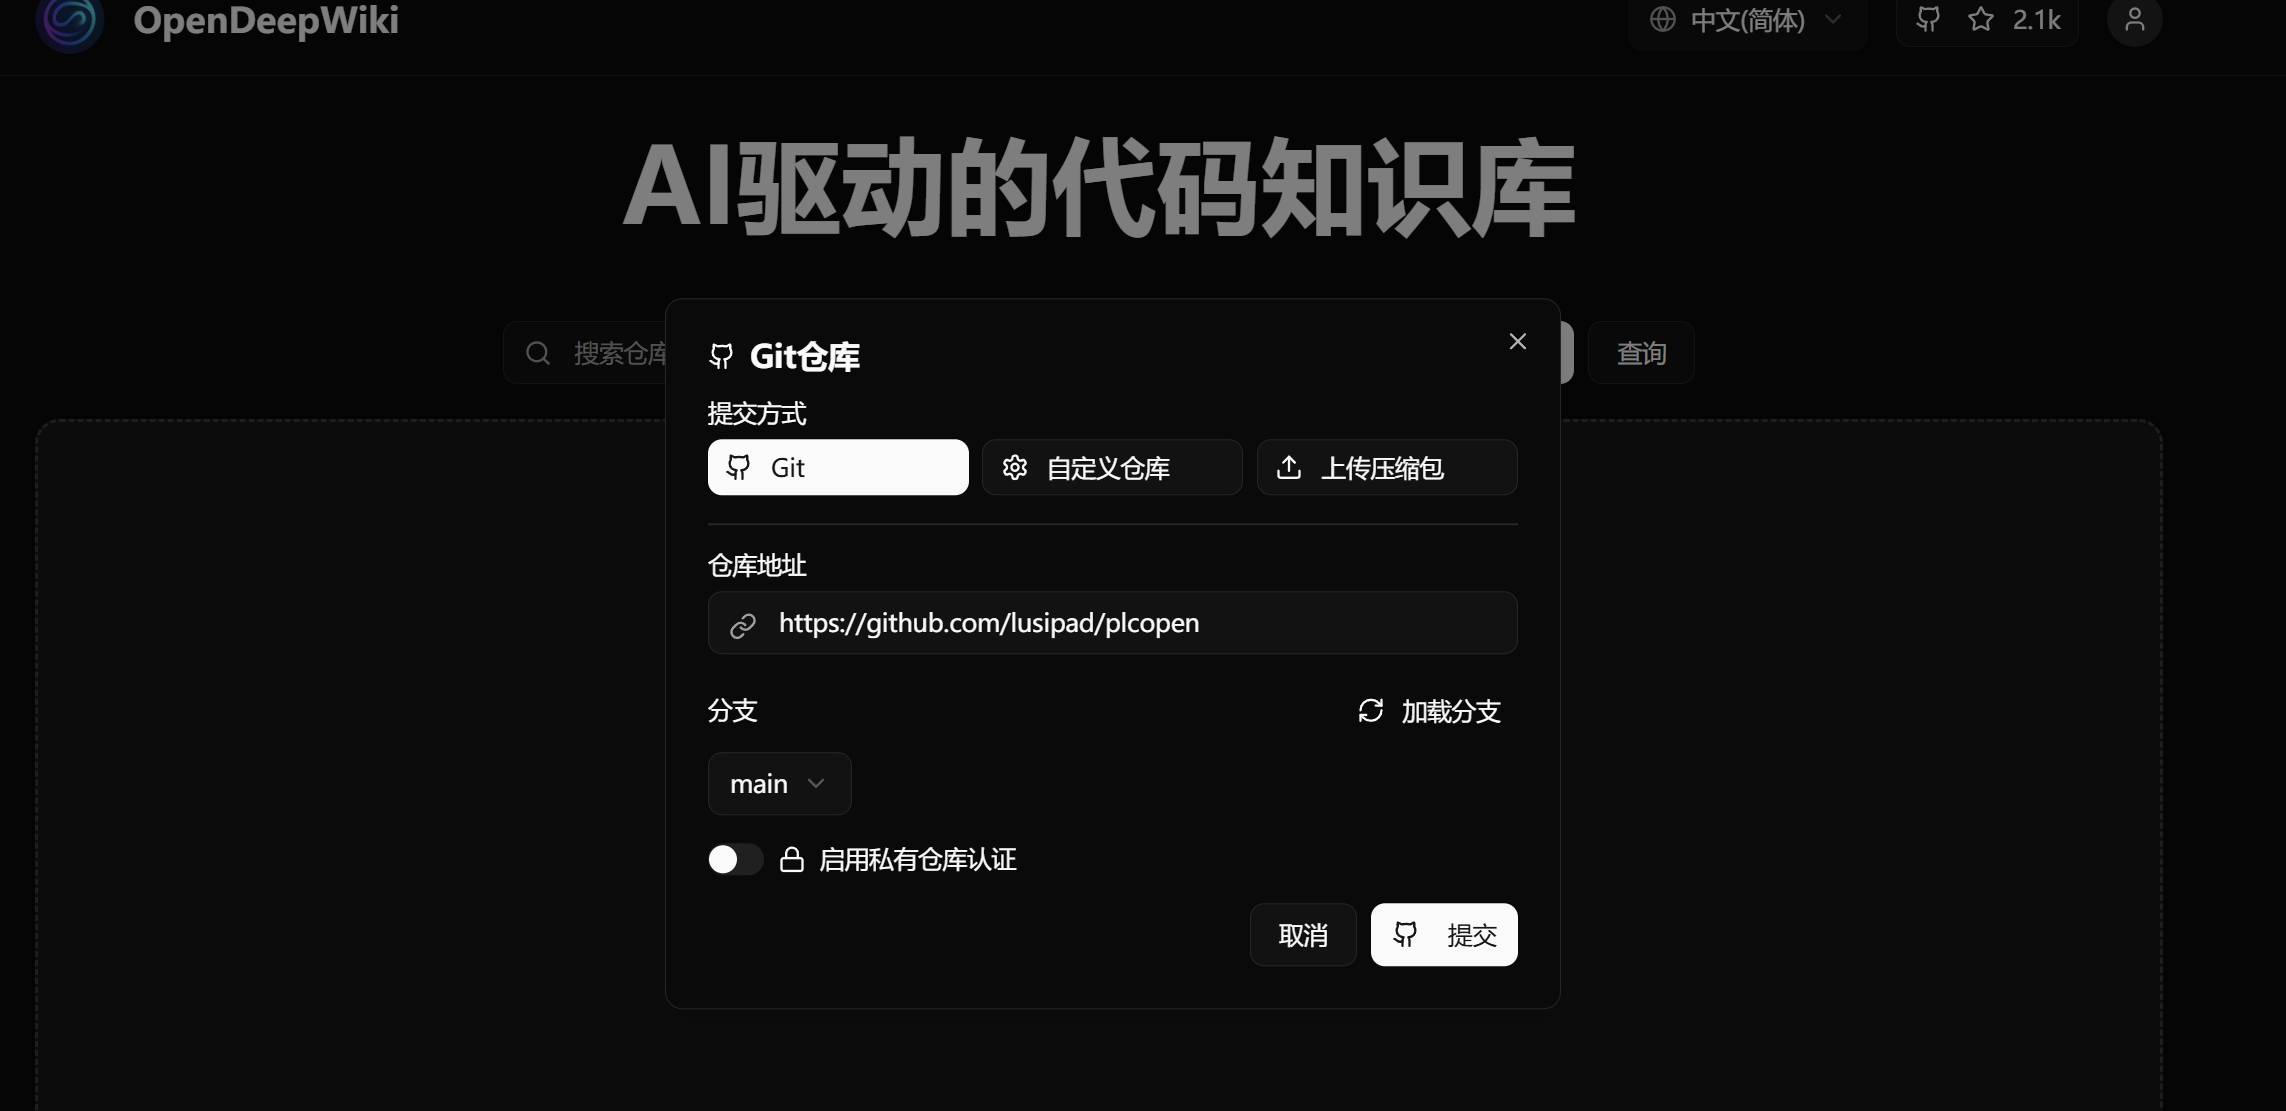 OpenDeepWiki
中文(简体)
2.1k
AI驱动的代码知识库
搜索仓库
查询
Git仓库
提交方式
Git
自定义仓库
上传压缩包
仓库地址
https://github.com/lusipad/plcopen
分支
加载分支
main
启用私有仓库认证
取消
提交